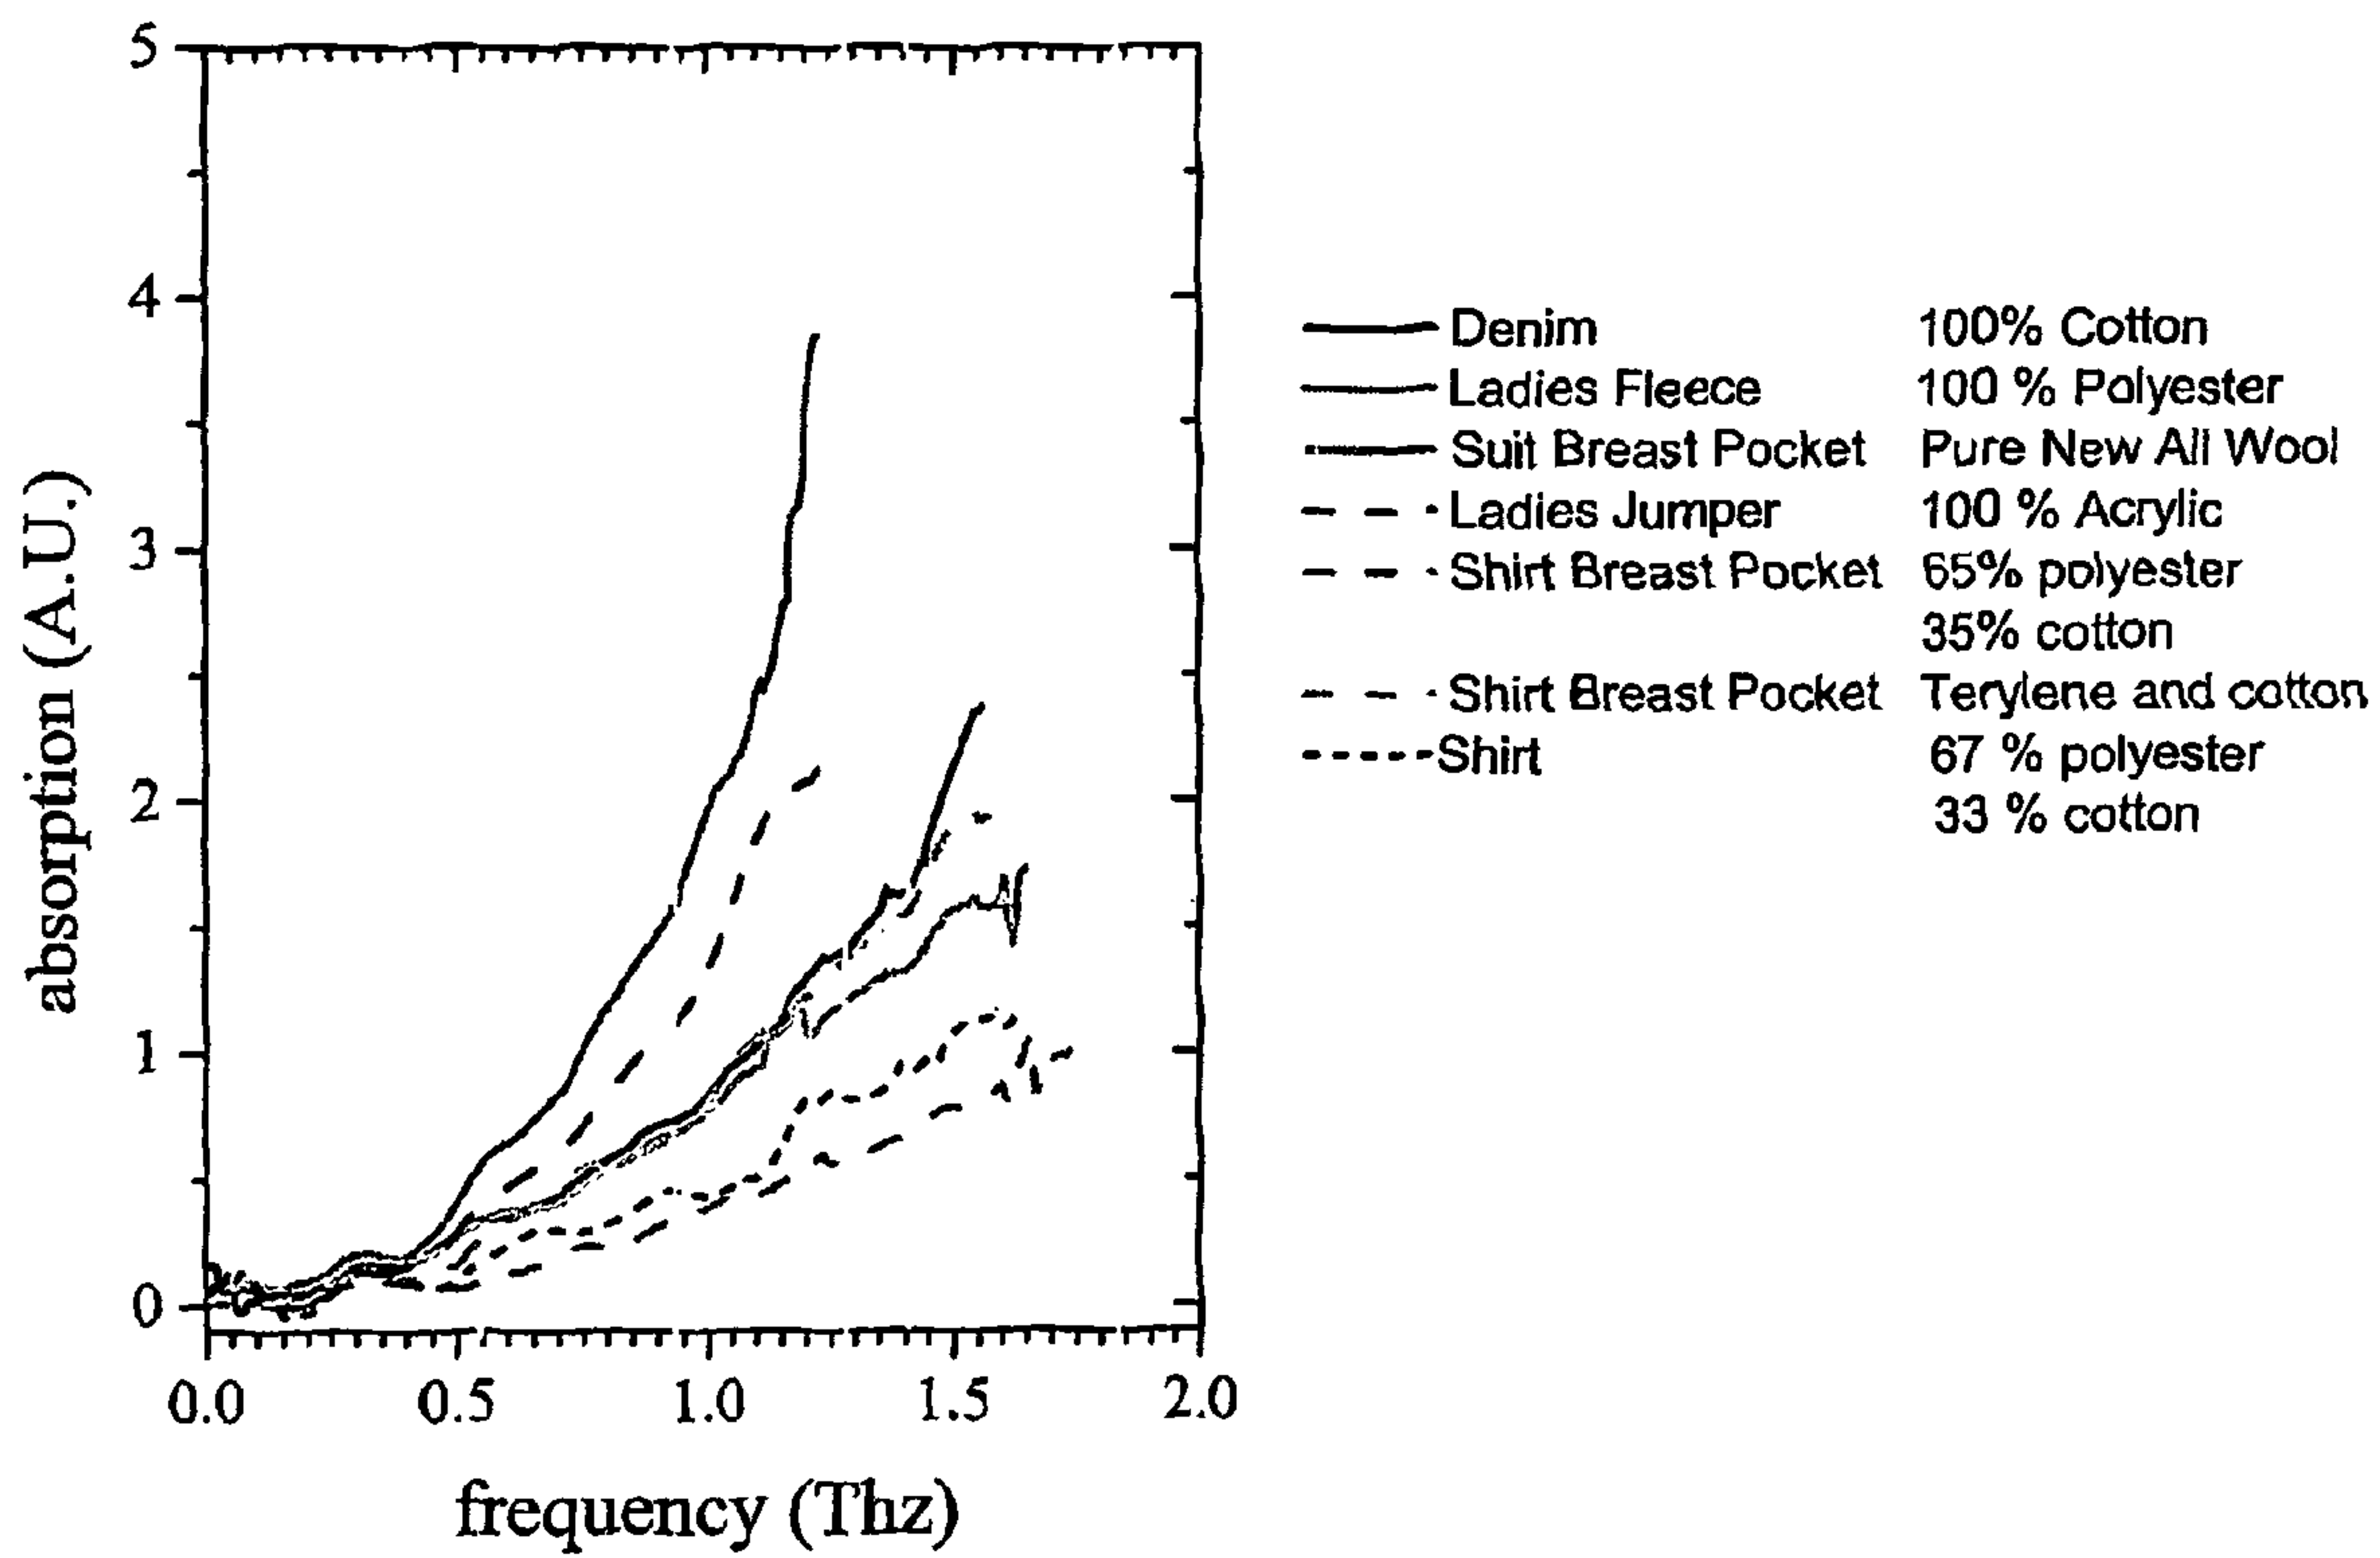 5
4
3
2
1
0
absorption (A.U.)
0.0 0.5 1.0 1.5 2.0
frequency (Thz)
Denim 100% Cotton
Ladies Fleece 100 % Polyester
Suit Breast Pocket Pure New All Wool
Ladies Jumper 100 % Acrylic
Shirt Breast Pocket 65% polyester
35% cotton
Shirt Breast Pocket Terylene and cotton
Shirt 67 % polyester
33 % cotton